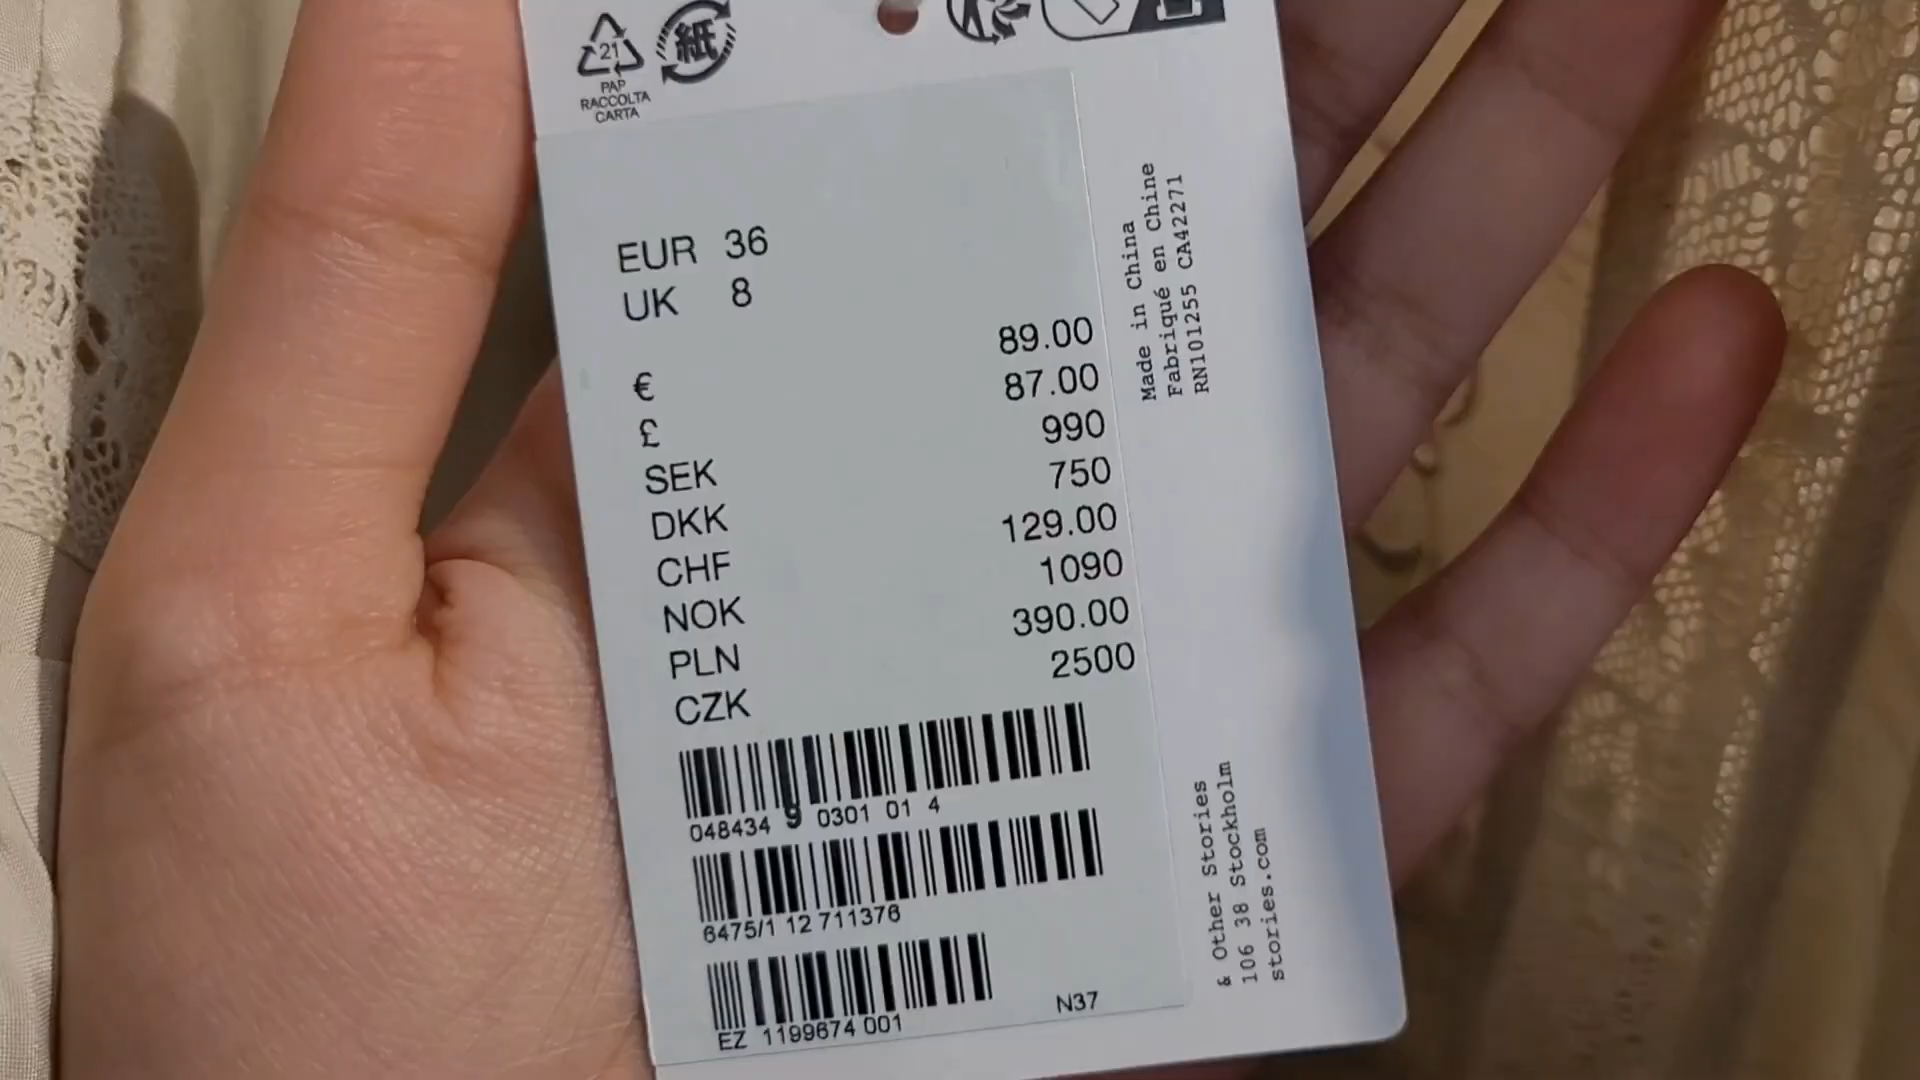 21
PAP
RACCOLTA
CARTA
紙
EUR 36
UK 8
€ 89.00
£ 87.00
SEK 990
DKK 750
CHF 129.00
NOK 1090
PLN 390.00
CZK 2500
048434 9 0301 01 4
6475/1 12 711376
EZ 1199674 001
N37
Made in China
Fabriqué en Chine
RN101255 CA42271
& Other Stories
106 38 Stockholm
stories.com